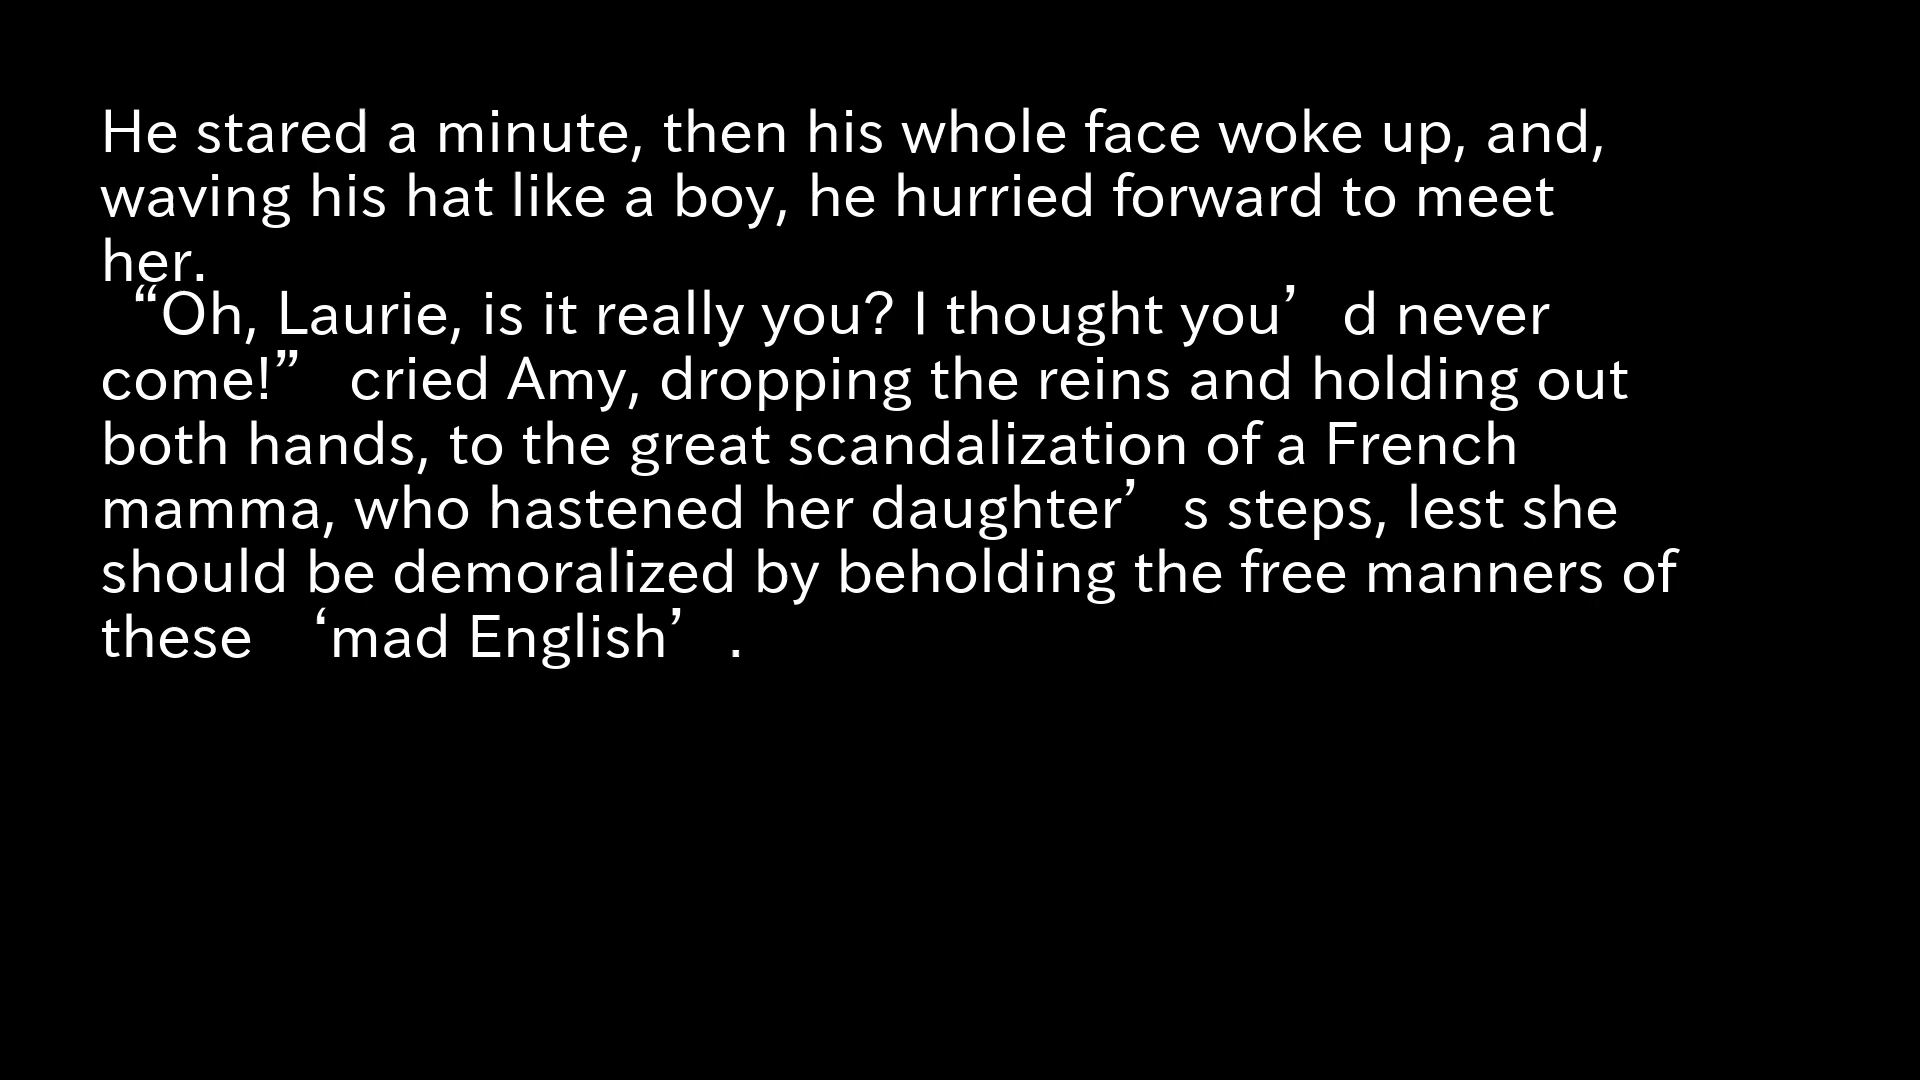 He stared a minute, then his whole face woke up, and,
waving his hat like a boy, he hurried forward to meet
her.
“Oh, Laurie, is it really you? I thought you’d never
come!” cried Amy, dropping the reins and holding out
both hands, to the great scandalization of a French
mamma, who hastened her daughter’s steps, lest she
should be demoralized by beholding the free manners of
these ‘mad English’.